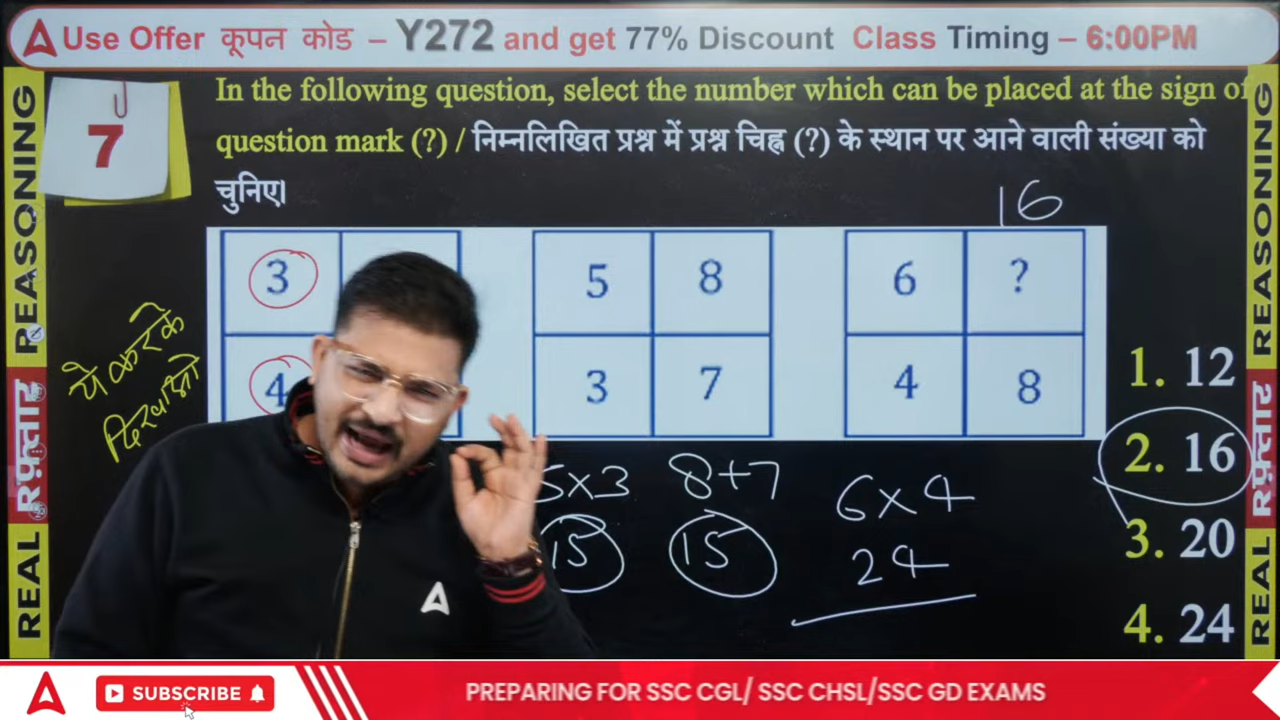 Use Offer कूपन कोड – Y272 and get 77% Discount Class Timing – 6:00PM
7
In the following question, select the number which can be placed at the sign of
question mark (?) / निम्नलिखित प्रश्न में प्रश्न चिह्न (?) के स्थान पर आने वाली संख्या को
चुनिए।
16
3 5 8 6 ?
4 3 7 4 8
ये करके
दिखाओ
5x3 8+7 6x4
15 15 24
1. 12
2. 16
3. 20
4. 24
REAL रफ़्तार REASONING
REAL रफ़्तार REASONING
SUBSCRIBE
PREPARING FOR SSC CGL/ SSC CHSL/SSC GD EXAMS